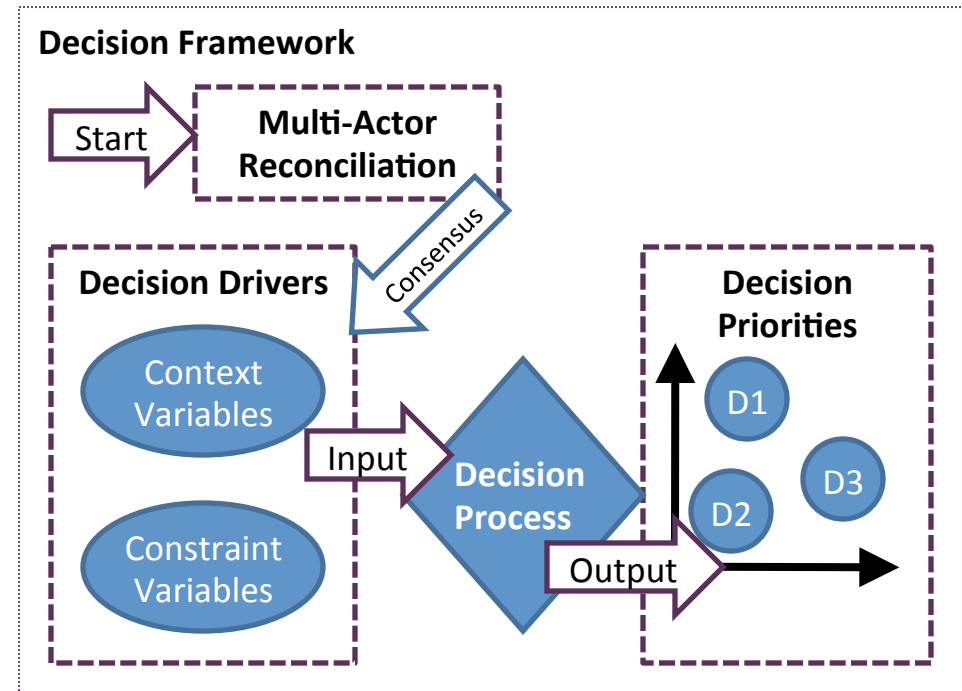 Decision Framework
Start
Multi-Actor
Reconciliation
Consensus
Decision Drivers
Context
Variables
Constraint
Variables
Input
Decision
Process
Output
Decision
Priorities
D1
D2
D3